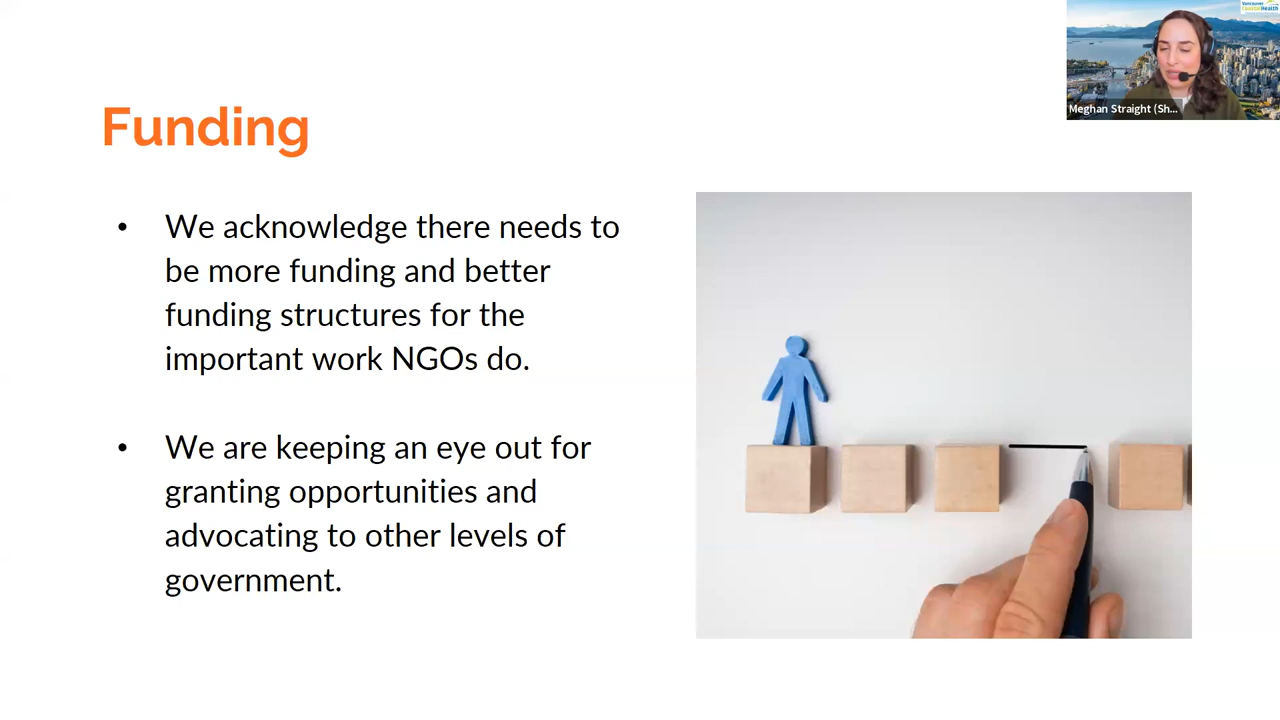 Vancouver
CoastalHealth
Meghan Straight (Sh...
Funding
• We acknowledge there needs to
be more funding and better
funding structures for the
important work NGOs do.
• We are keeping an eye out for
granting opportunities and
advocating to other levels of
government.